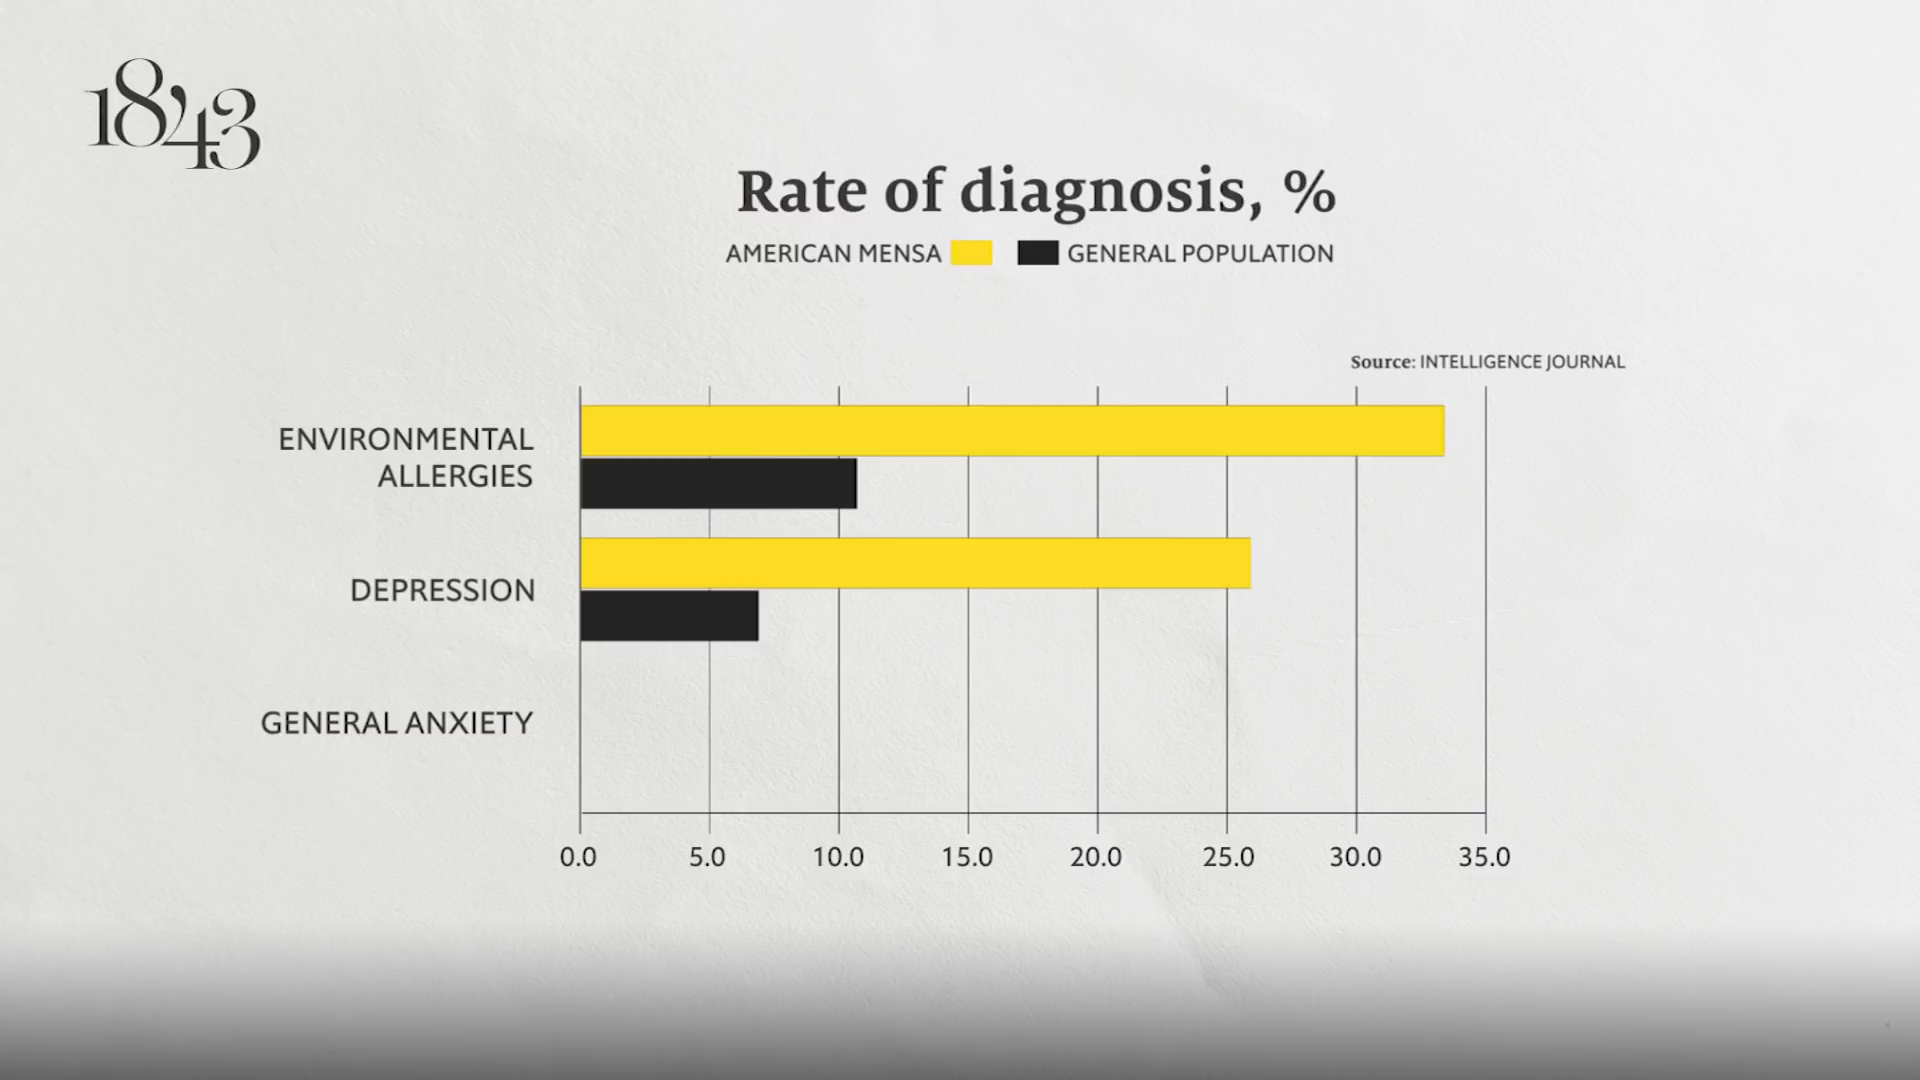 1843
Rate of diagnosis, %
AMERICAN MENSA GENERAL POPULATION
Source: INTELLIGENCE JOURNAL
ENVIRONMENTAL
ALLERGIES
DEPRESSION
GENERAL ANXIETY
0.0 5.0 10.0 15.0 20.0 25.0 30.0 35.0